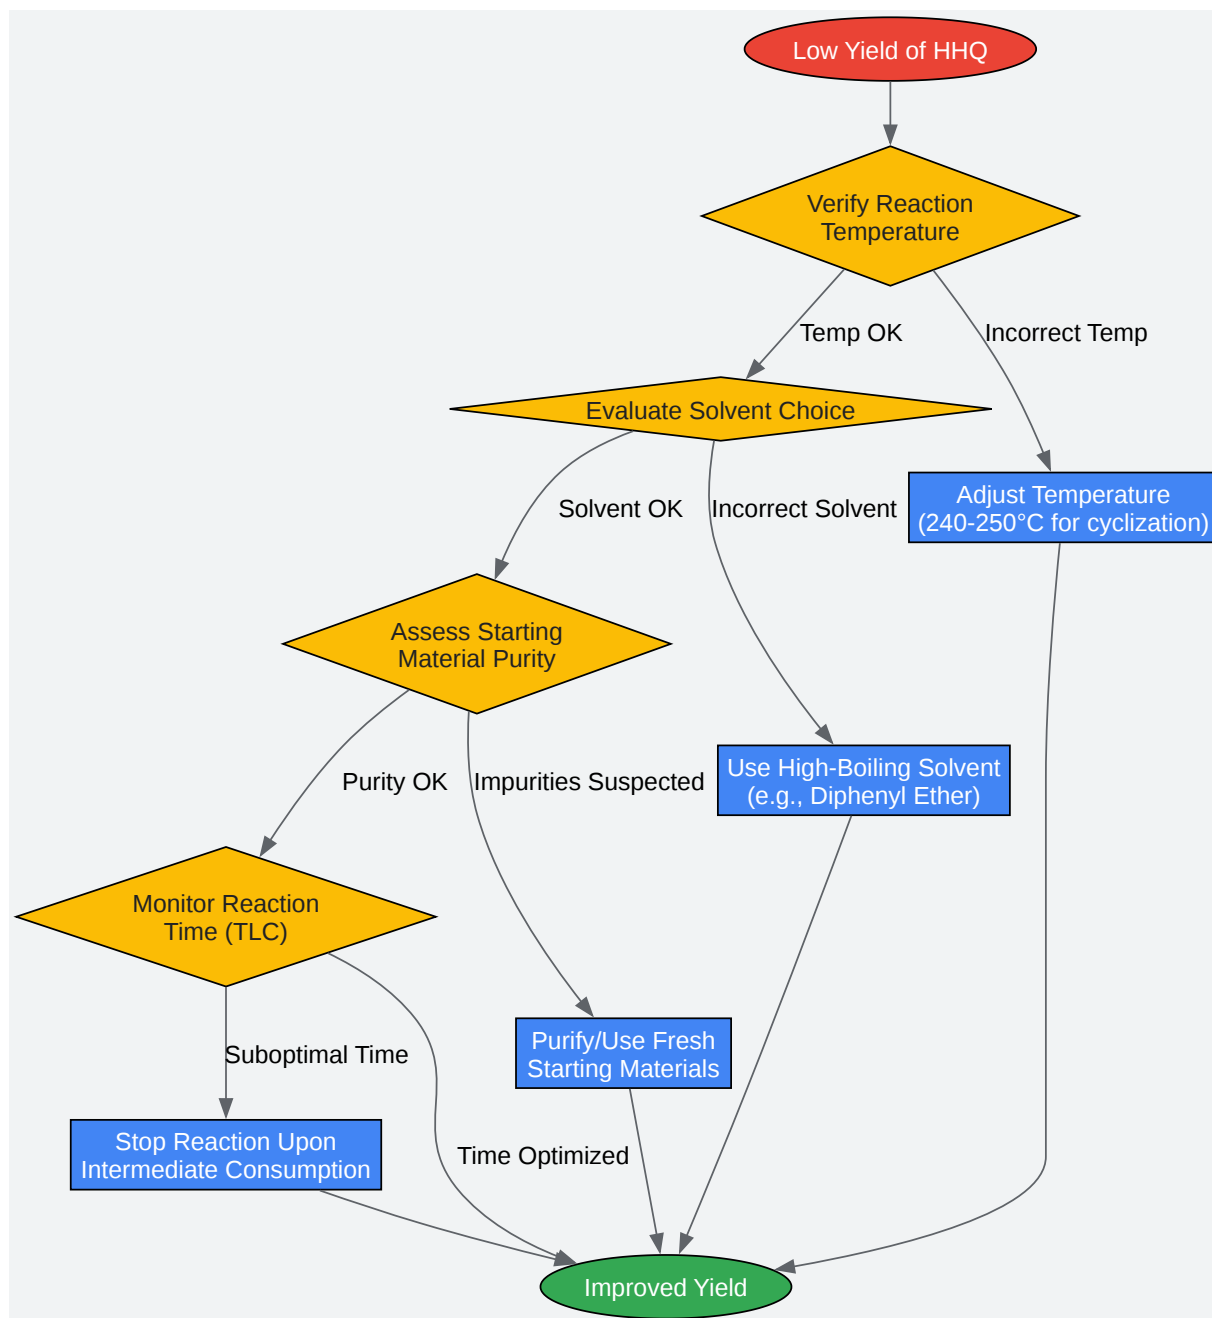 Low Yield of HHQ
Verify Reaction
Temperature
Temp OK
Incorrect Temp
Evaluate Solvent Choice
Solvent OK
Incorrect Solvent
Adjust Temperature
(240-250°C for cyclization)
Assess Starting
Material Purity
Purity OK
Impurities Suspected
Use High-Boiling Solvent
(e.g., Diphenyl Ether)
Monitor Reaction
Time (TLC)
Suboptimal Time
Purify/Use Fresh
Starting Materials
Stop Reaction Upon
Intermediate Consumption
Time Optimized
Improved Yield